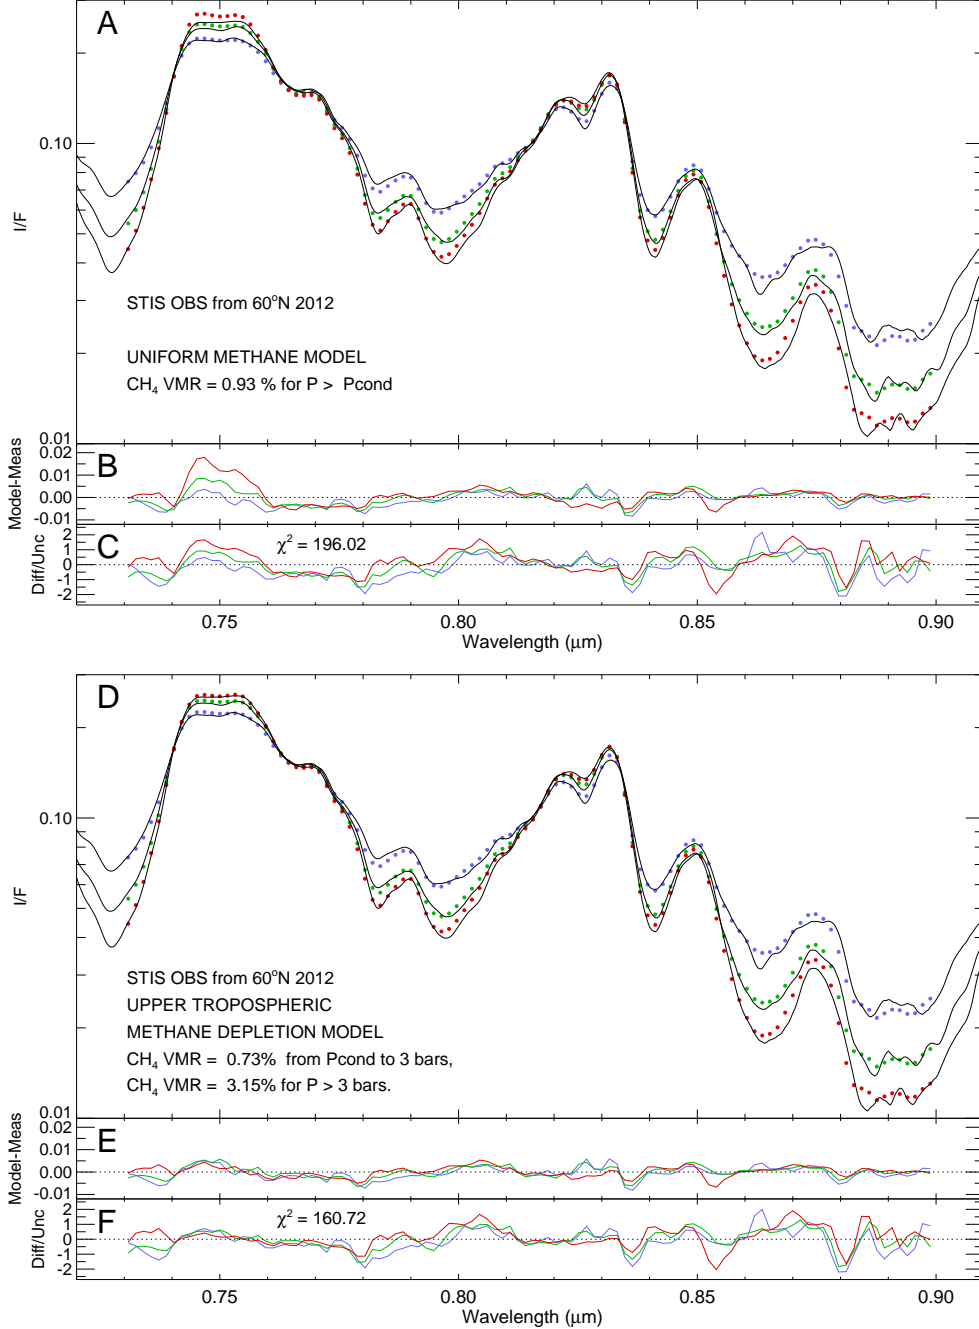 A
0.10
I/F
STIS OBS from 60°N 2012
UNIFORM METHANE MODEL
CH₄ VMR = 0.93 % for P > Pcond
0.01
B
0.02
0.01
0.00
-0.01
Model-Meas
C
χ² = 196.02
2
1
0
-1
-2
Diff/Unc
0.75
0.80
0.85
0.90
Wavelength (μm)
D
0.10
I/F
STIS OBS from 60°N 2012
UPPER TROPOSPHERIC
METHANE DEPLETION MODEL
CH₄ VMR = 0.73% from Pcond to 3 bars,
CH₄ VMR = 3.15% for P > 3 bars.
0.01
E
0.02
0.01
0.00
-0.01
Model-Meas
F
χ² = 160.72
2
1
0
-1
-2
Diff/Unc
0.75
0.80
0.85
0.90
Wavelength (μm)